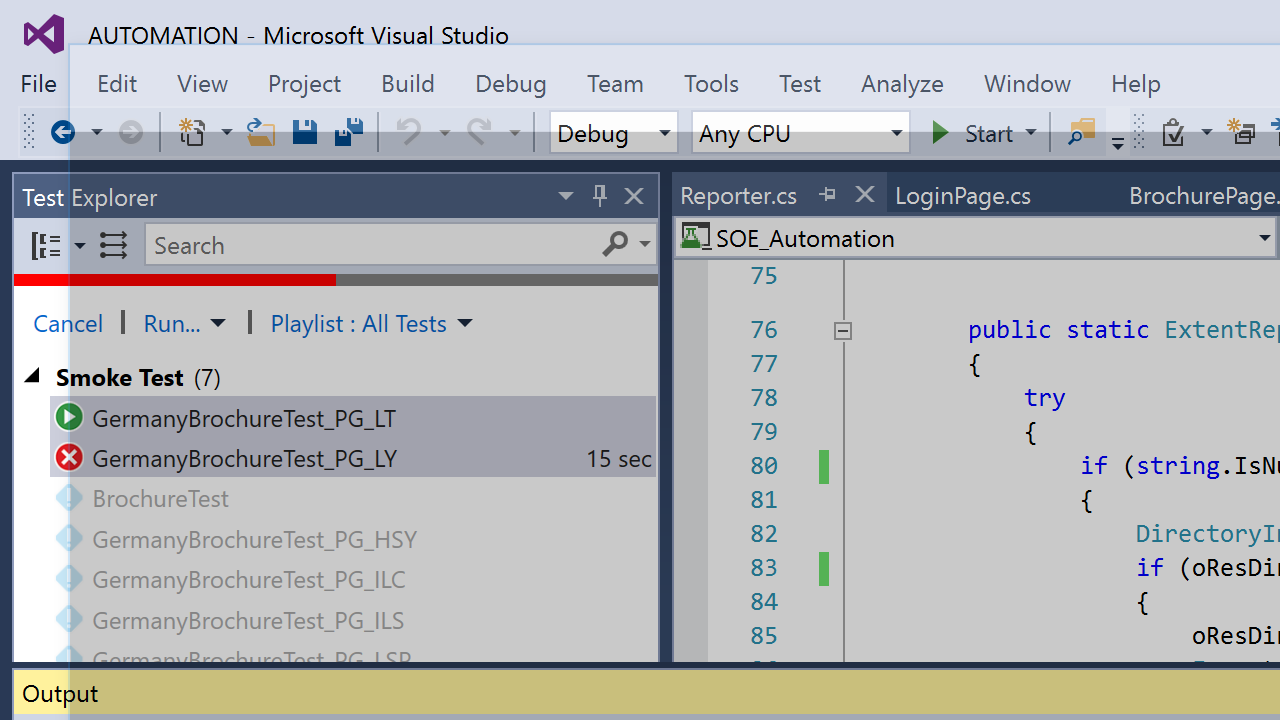 AUTOMATION - Microsoft Visual Studio
File Edit View Project Build Debug Team Tools Test Analyze Window Help
Debug Any CPU Start
Test Explorer
Search
Cancel Run... Playlist : All Tests
Smoke Test (7)
GermanyBrochureTest_PG_LT
GermanyBrochureTest_PG_LY 15 sec
BrochureTest
GermanyBrochureTest_PG_HSY
GermanyBrochureTest_PG_ILC
GermanyBrochureTest_PG_ILS
GermanyBrochureTest_PG_LSR
Reporter.cs LoginPage.cs BrochurePage.
SOE_Automation
75
76 public static ExtentRep
77 {
78 try
79 {
80 if (string.IsNu
81 {
82 DirectoryIn
83 if (oResDir
84 {
85 oResDir
Output